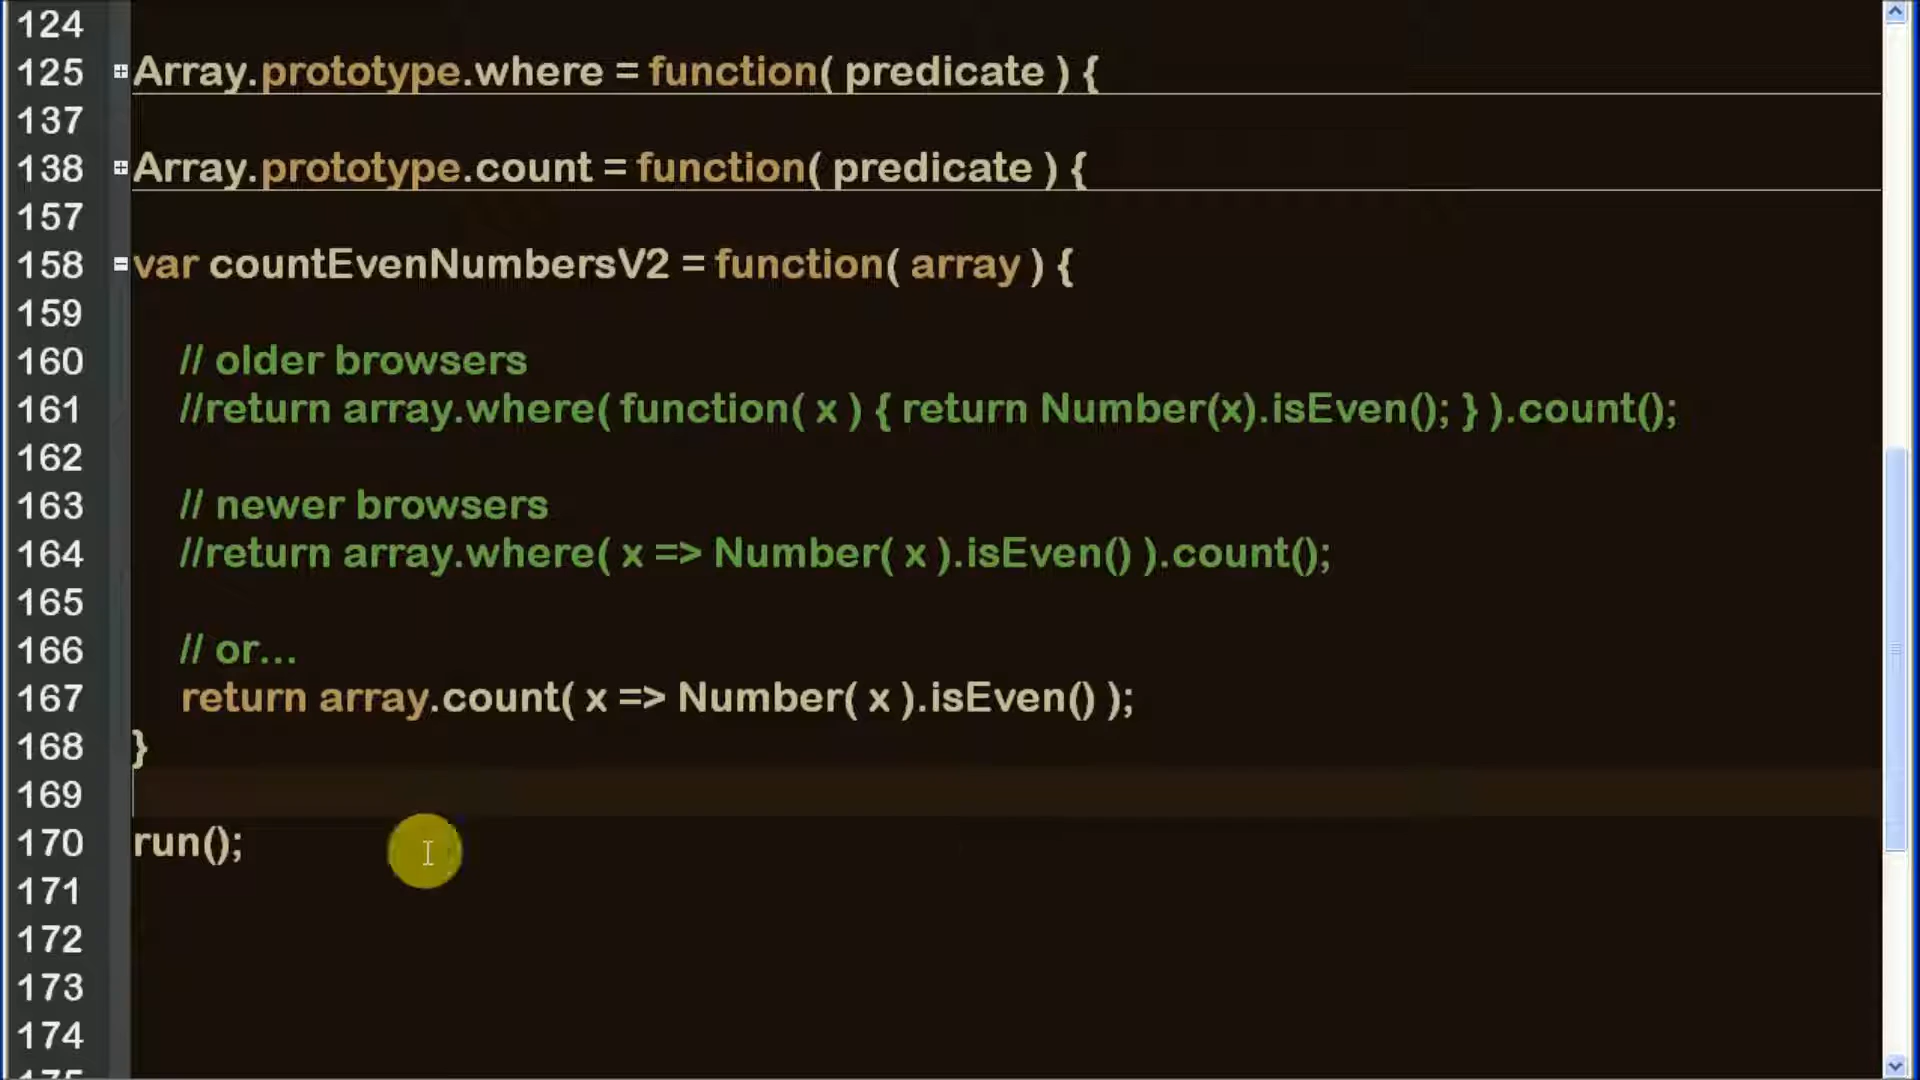 124
125 Array.prototype.where = function( predicate ) {
137
138 Array.prototype.count = function( predicate ) {
157
158 var countEvenNumbersV2 = function( array ) {
159
160 // older browsers
161 //return array.where( function( x ) { return Number(x).isEven(); } ).count();
162
163 // newer browsers
164 //return array.where( x => Number( x ).isEven() ).count();
165
166 // or...
167 return array.count( x => Number( x ).isEven() );
168 }
169
170 run();
171
172
173
174
175